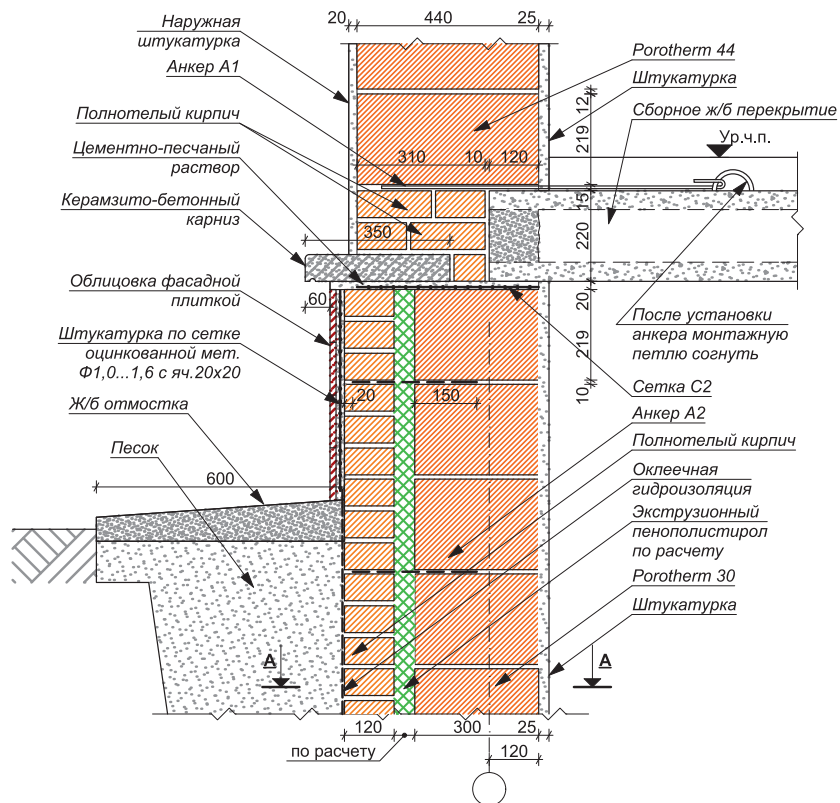 20
440
25
Наружная
штукатурка
Анкер А1
Полнотелый кирпич
Цементно-песчаный
раствор
Керамзито-бетонный
карниз
350
Облицовка фасадной
плиткой
60
Штукатурка по сетке
оцинкованной мет.
Ф1,0...1,6 с яч.20х20
Ж/б отмостка
Песок
600
310
10
120
20
150
Porotherm 44
Штукатурка
Сборное ж/б перекрытие
Ур.ч.п.
12
219
15
220
20
219
10
После установки
анкера монтажную
петлю согнуть
Сетка С2
Анкер А2
Полнотелый кирпич
Оклеечная
гидроизоляция
Экструзионный
пенополистирол
по расчету
Porotherm 30
Штукатурка
А
А
120
300
25
по расчету
120